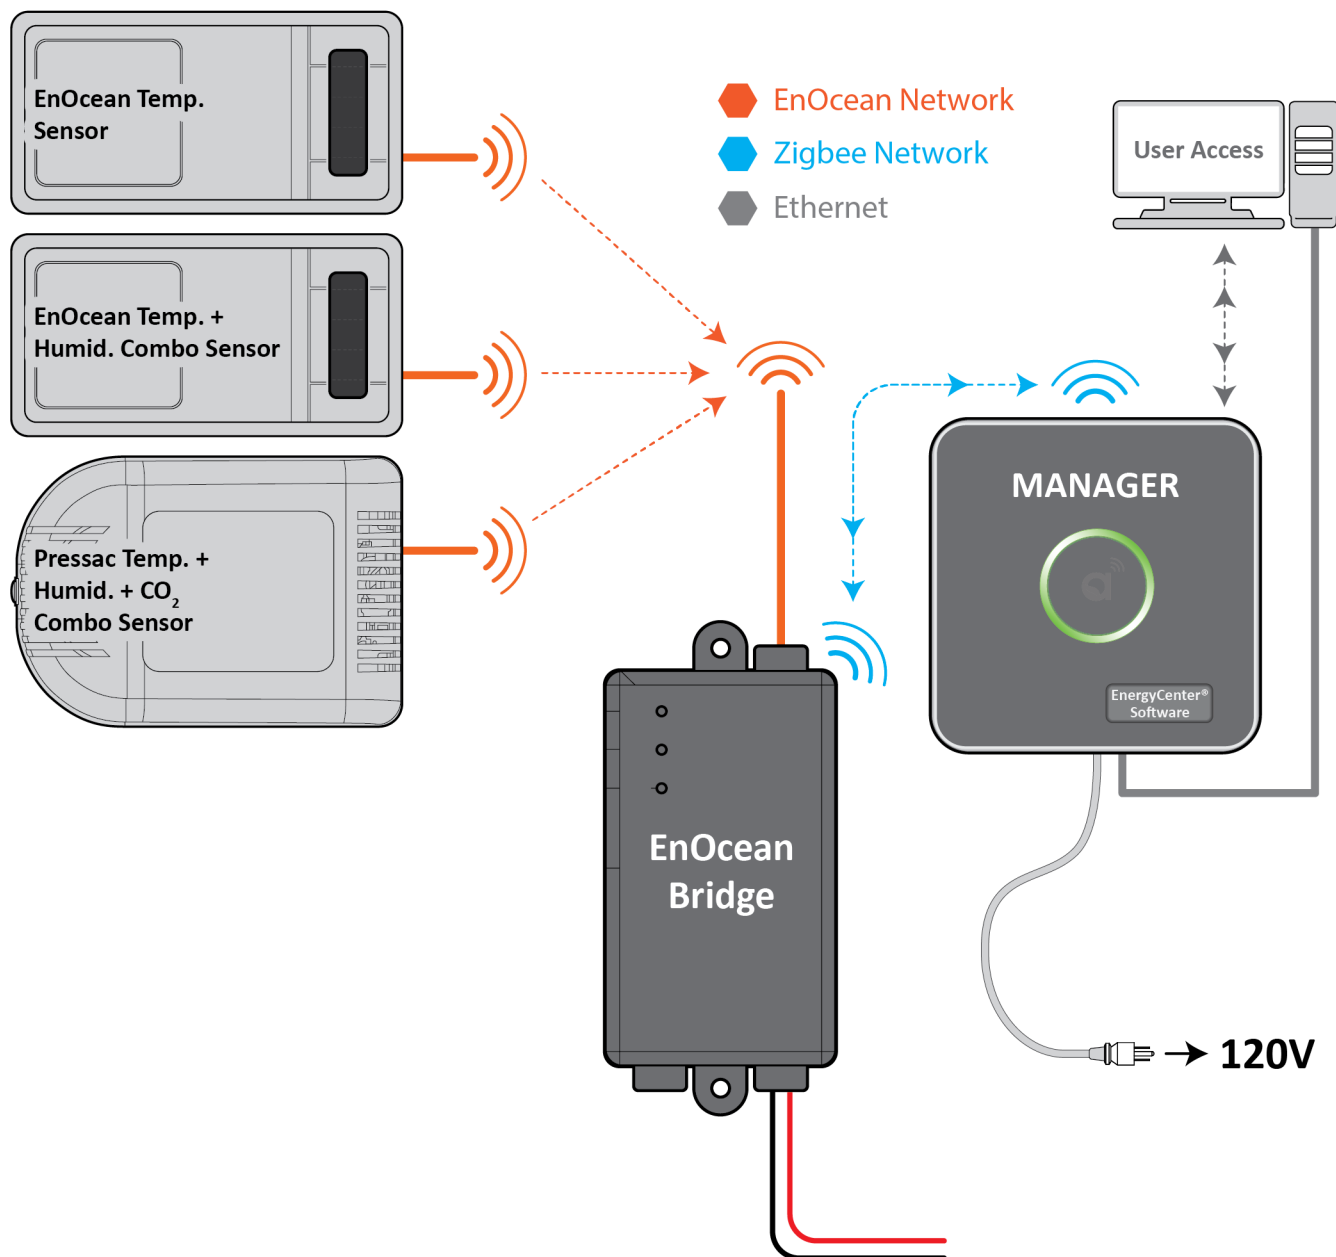 EnOcean Temp.
Sensor
EnOcean Temp. +
Humid. Combo Sensor
Pressac Temp. +
Humid. + CO₂
Combo Sensor
EnOcean Network
Zigbee Network
Ethernet
User Access
MANAGER
a
EnergyCenter®
Software
EnOcean
Bridge
120V